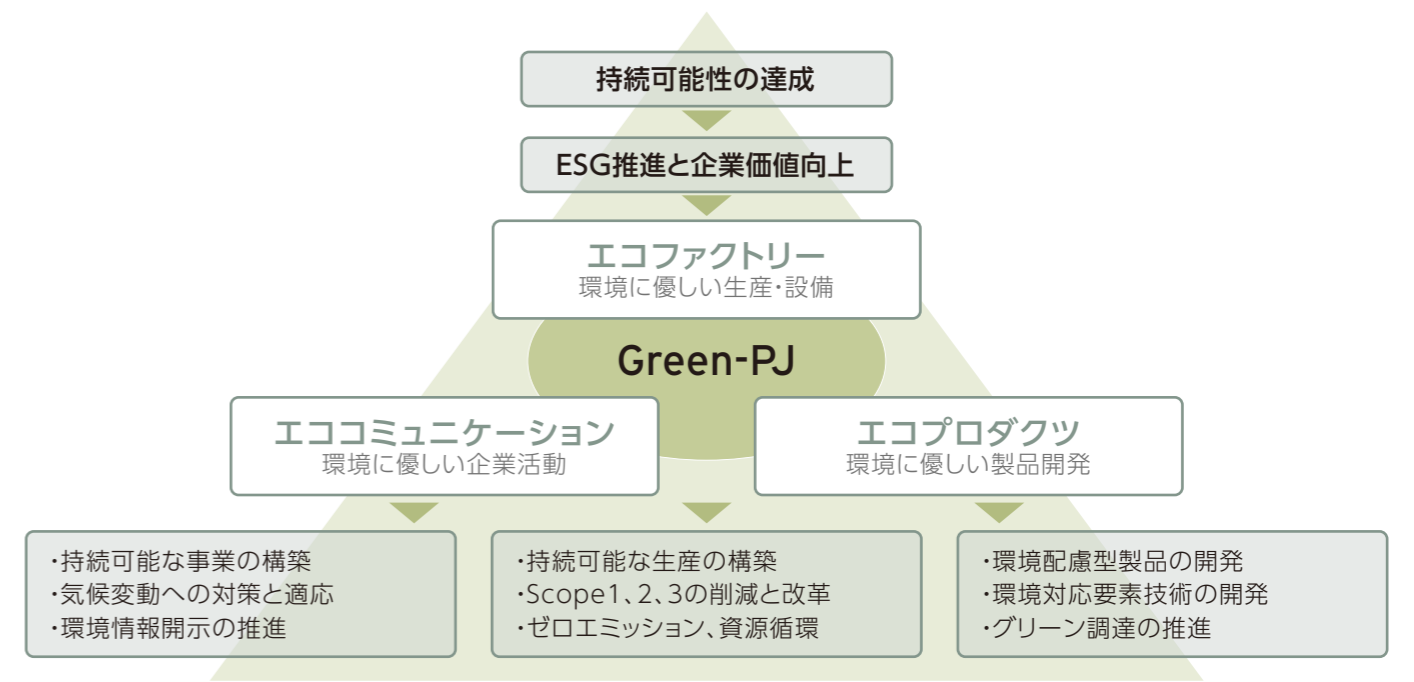 持続可能性の達成
ESG推進と企業価値向上
エコファクトリー
環境に優しい生産・設備
Green-PJ
エココミュニケーション
環境に優しい企業活動
エコプロダクツ
環境に優しい製品開発
・持続可能な事業の構築
・気候変動への対策と適応
・環境情報開示の推進
・持続可能な生産の構築
・Scope1、2、3の削減と改革
・ゼロエミッション、資源循環
・環境配慮型製品の開発
・環境対応要素技術の開発
・グリーン調達の推進